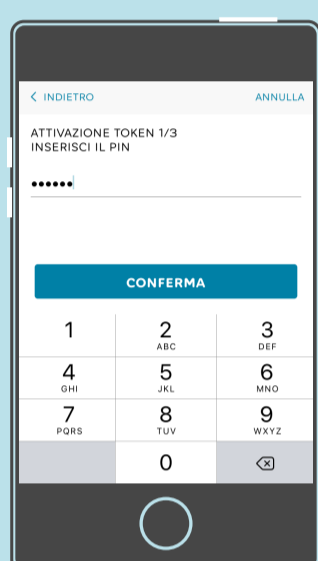 INDIETRO
ANNULLA
ATTIVAZIONE TOKEN 1/3
INSERISCI IL PIN
••••••
CONFERMA
1
2
ABC
3
DEF
4
GHI
5
JKL
6
MNO
7
PQRS
8
TUV
9
WXYZ
0